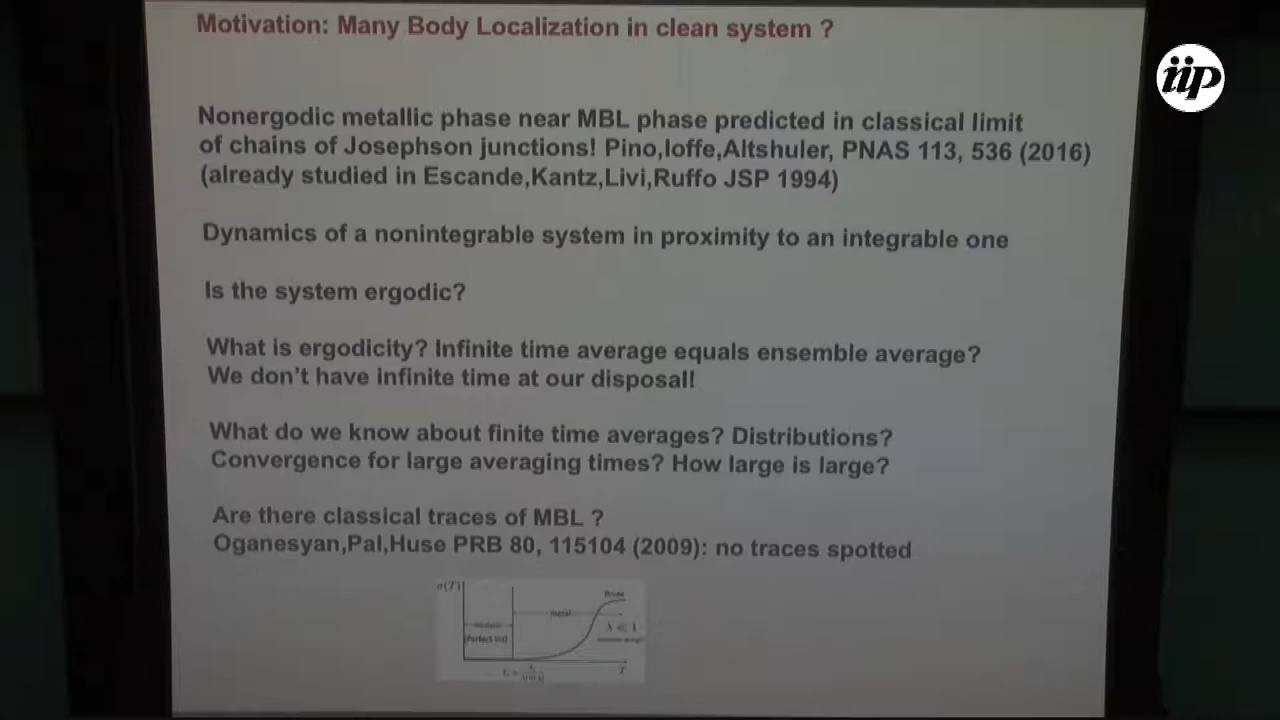 Motivation: Many Body Localization in clean system ?
iip
Nonergodic metallic phase near MBL phase predicted in classical limit
of chains of Josephson junctions! Pino,Ioffe,Altshuler, PNAS 113, 536 (2016)
(already studied in Escande,Kantz,Livi,Ruffo JSP 1994)
Dynamics of a nonintegrable system in proximity to an integrable one
Is the system ergodic?
What is ergodicity? Infinite time average equals ensemble average?
We don't have infinite time at our disposal!
What do we know about finite time averages? Distributions?
Convergence for large averaging times? How large is large?
Are there classical traces of MBL ?
Oganesyan,Pal,Huse PRB 80, 115104 (2009): no traces spotted
σ(T)
metal
λ ≪ 1
T